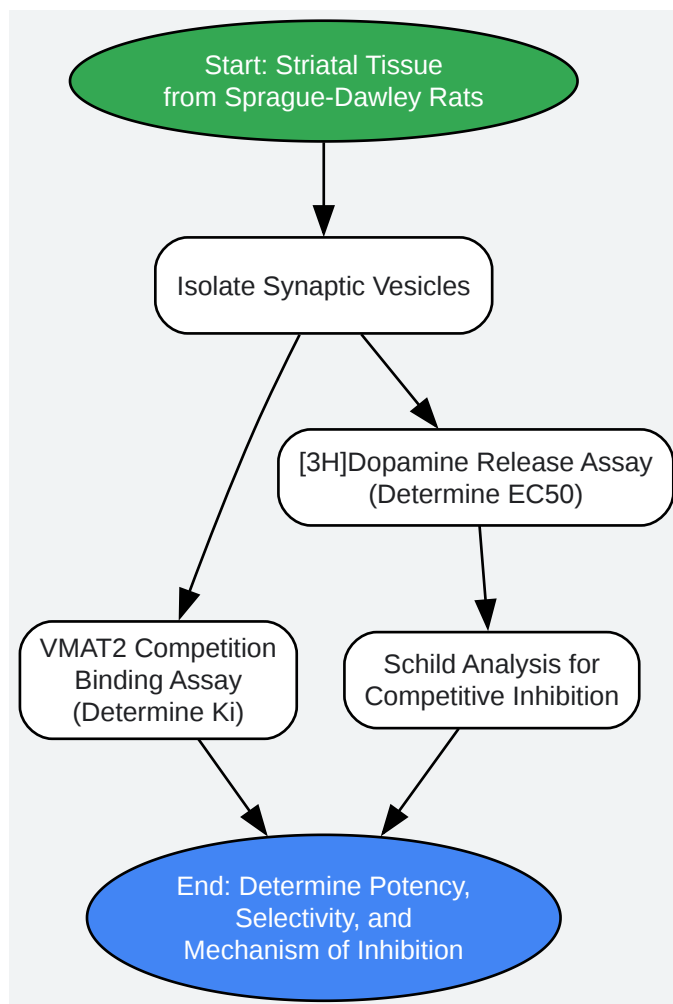 Start: Striatal Tissue
from Sprague-Dawley Rats
Isolate Synaptic Vesicles
[3H]Dopamine Release Assay
(Determine EC50)
VMAT2 Competition
Binding Assay
(Determine Ki)
Schild Analysis for
Competitive Inhibition
End: Determine Potency,
Selectivity, and
Mechanism of Inhibition